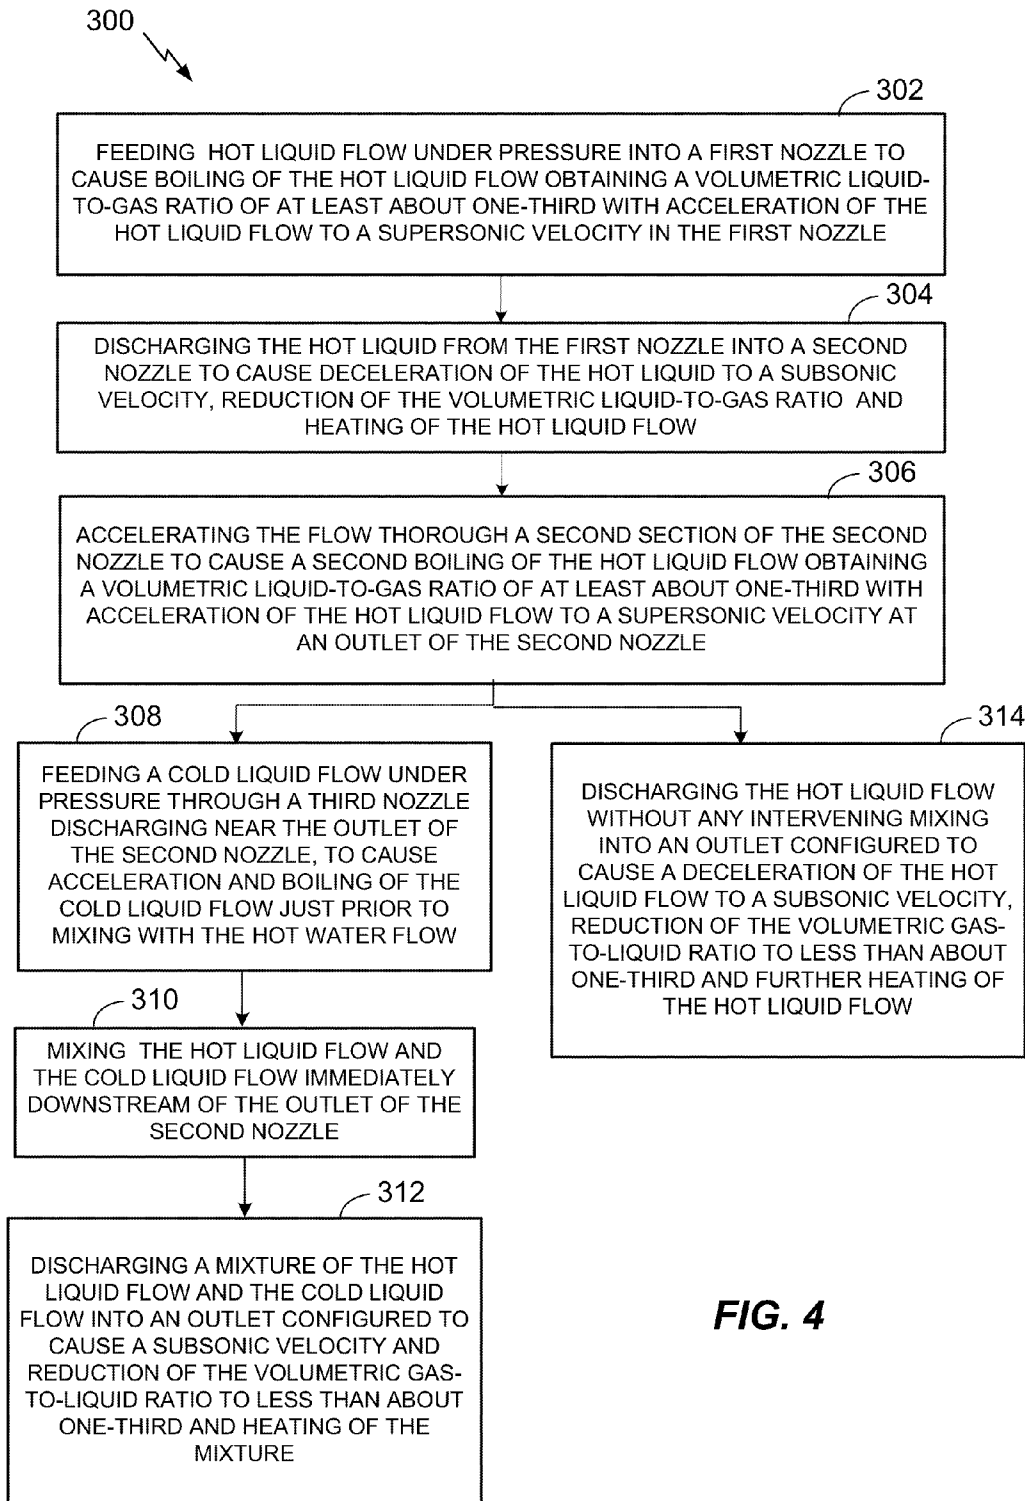 300
302
FEEDING HOT LIQUID FLOW UNDER PRESSURE INTO A FIRST NOZZLE TO
CAUSE BOILING OF THE HOT LIQUID FLOW OBTAINING A VOLUMETRIC LIQUID-
TO-GAS RATIO OF AT LEAST ABOUT ONE-THIRD WITH ACCELERATION OF THE
HOT LIQUID FLOW TO A SUPERSONIC VELOCITY IN THE FIRST NOZZLE
304
DISCHARGING THE HOT LIQUID FROM THE FIRST NOZZLE INTO A SECOND
NOZZLE TO CAUSE DECELERATION OF THE HOT LIQUID TO A SUBSONIC
VELOCITY, REDUCTION OF THE VOLUMETRIC LIQUID-TO-GAS RATIO AND
HEATING OF THE HOT LIQUID FLOW
306
ACCELERATING THE FLOW THOROUGH A SECOND SECTION OF THE SECOND
NOZZLE TO CAUSE A SECOND BOILING OF THE HOT LIQUID FLOW OBTAINING
A VOLUMETRIC LIQUID-TO-GAS RATIO OF AT LEAST ABOUT ONE-THIRD WITH
ACCELERATION OF THE HOT LIQUID FLOW TO A SUPERSONIC VELOCITY AT
AN OUTLET OF THE SECOND NOZZLE
308
FEEDING A COLD LIQUID FLOW UNDER
PRESSURE THROUGH A THIRD NOZZLE
DISCHARGING NEAR THE OUTLET OF
THE SECOND NOZZLE, TO CAUSE
ACCELERATION AND BOILING OF THE
COLD LIQUID FLOW JUST PRIOR TO
MIXING WITH THE HOT WATER FLOW
310
MIXING THE HOT LIQUID FLOW AND
THE COLD LIQUID FLOW IMMEDIATELY
DOWNSTREAM OF THE OUTLET OF THE
SECOND NOZZLE
312
DISCHARGING A MIXTURE OF THE HOT
LIQUID FLOW AND THE COLD LIQUID
FLOW INTO AN OUTLET CONFIGURED TO
CAUSE A SUBSONIC VELOCITY AND
REDUCTION OF THE VOLUMETRIC GAS-
TO-LIQUID RATIO TO LESS THAN ABOUT
ONE-THIRD AND HEATING OF THE
MIXTURE
314
DISCHARGING THE HOT LIQUID FLOW
WITHOUT ANY INTERVENING MIXING
INTO AN OUTLET CONFIGURED TO
CAUSE A DECELERATION OF THE HOT
LIQUID FLOW TO A SUBSONIC VELOCITY,
REDUCTION OF THE VOLUMETRIC GAS-
TO-LIQUID RATIO TO LESS THAN ABOUT
ONE-THIRD AND FURTHER HEATING OF
THE HOT LIQUID FLOW
FIG. 4